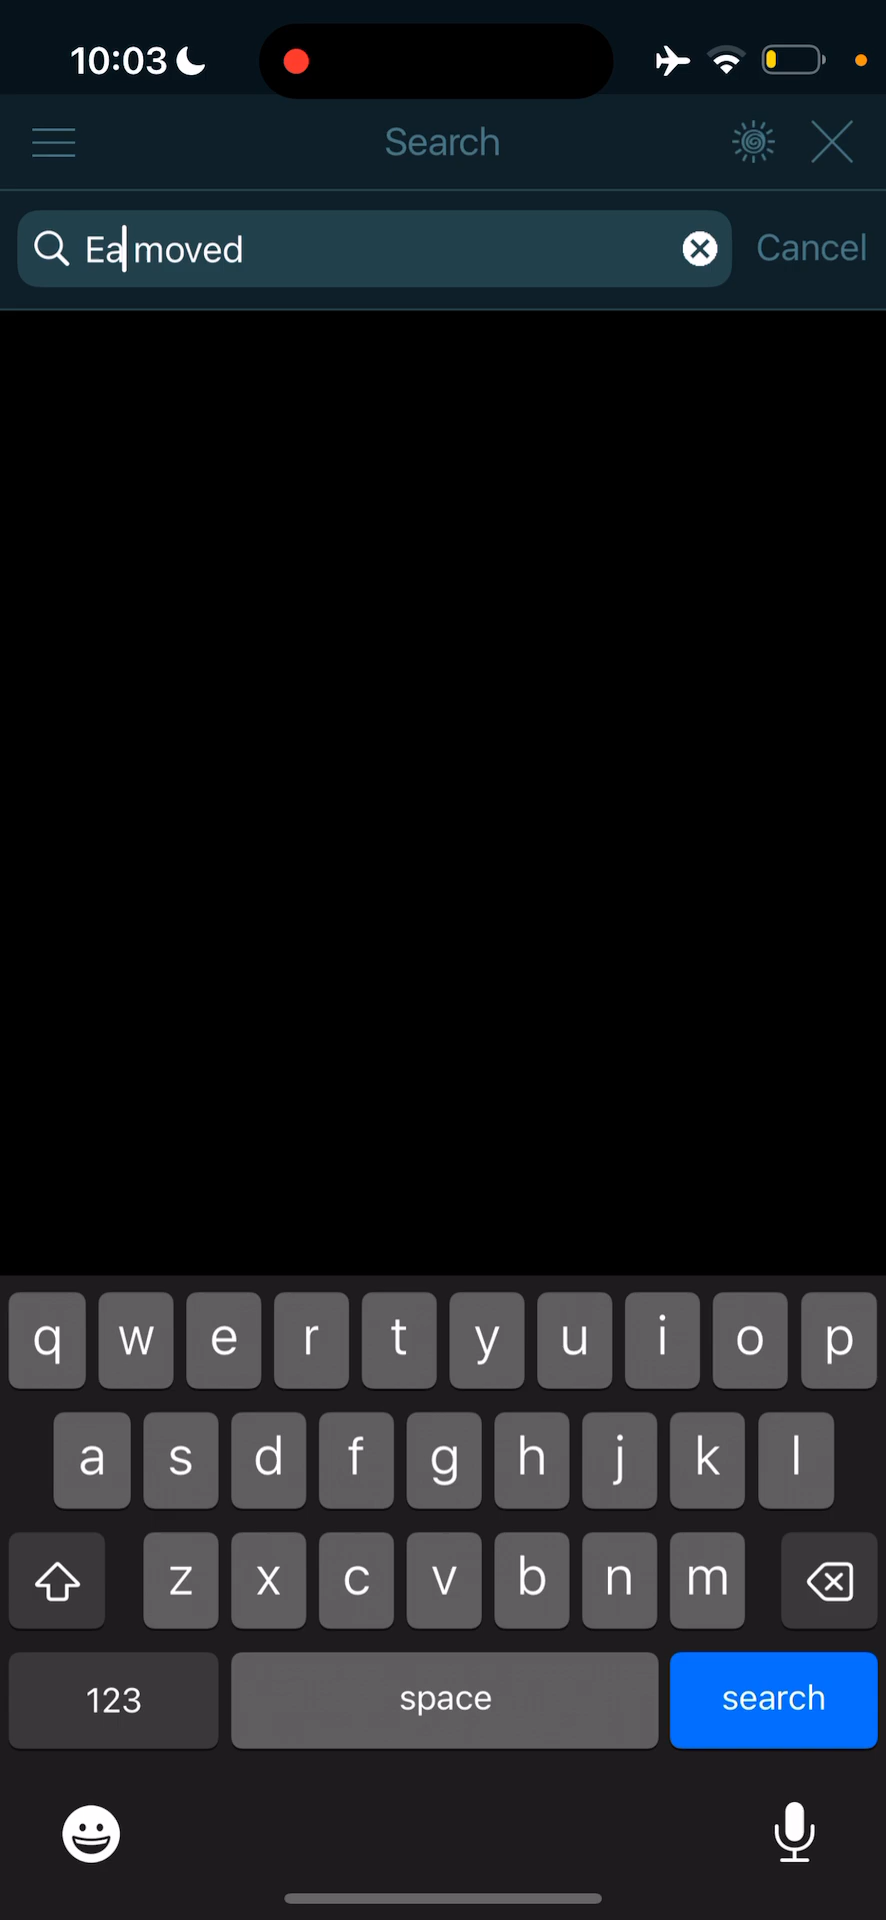 10:03
Search
Ea moved
Cancel
q w e r t y u i o p
a s d f g h j k l
z x c v b n m
123 space search